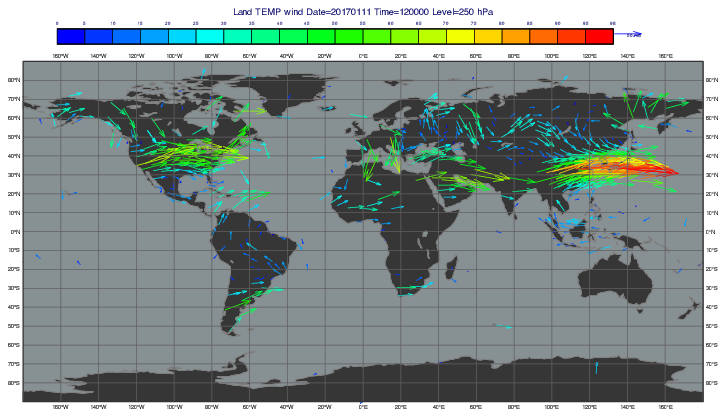 Land TEMP wind Date=20170111 Time=120000 Level=250 hPa
0 5 10 15 20 25 30 35 40 45 50 55 60 65 70 75 80 85 90 95 98
160°W 140°W 120°W 100°W 80°W 60°W 40°W 20°W 0°E 20°E 40°E 60°E 80°E 100°E 120°E 140°E 160°E
80°N 80°N
70°N 70°N
60°N 60°N
50°N 50°N
40°N 40°N
30°N 30°N
20°N 20°N
10°N 10°N
0°N 0°N
10°S 10°S
20°S 20°S
30°S 30°S
40°S 40°S
50°S 50°S
60°S 60°S
70°S 70°S
80°S 80°S
160°W 140°W 120°W 100°W 80°W 60°W 40°W 20°W 0°E 20°E 40°E 60°E 80°E 100°E 120°E 140°E 160°E